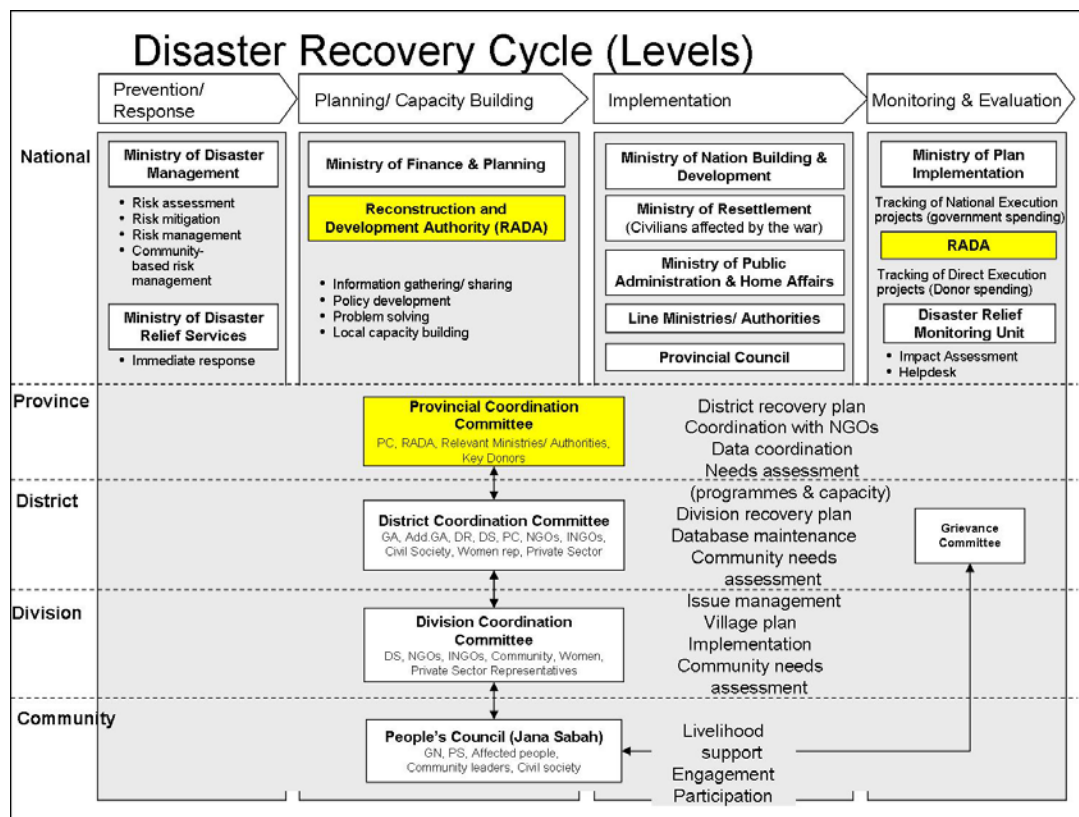 Disaster Recovery Cycle (Levels)
Prevention/
Response
Planning/ Capacity Building
Implementation
Monitoring & Evaluation
National
Ministry of Disaster
Management
• Risk assessment
• Risk mitigation
• Risk management
• Community-
based risk
management
Ministry of Disaster
Relief Services
• Immediate response
Ministry of Finance & Planning
Reconstruction and
Development Authority (RADA)
• Information gathering/ sharing
• Policy development
• Problem solving
• Local capacity building
Ministry of Nation Building &
Development
Ministry of Resettlement
(Civilians affected by the war)
Ministry of Public
Administration & Home Affairs
Line Ministries/ Authorities
Provincial Council
Ministry of Plan
Implementation
Tracking of National Execution
projects (government spending)
RADA
Tracking of Direct Execution
projects (Donor spending)
Disaster Relief
Monitoring Unit
• Impact Assessment
• Helpdesk
Province
Provincial Coordination
Committee
PC, RADA, Relevant Ministries/ Authorities,
Key Donors
District recovery plan
Coordination with NGOs
Data coordination
Needs assessment
(programmes & capacity)
District
District Coordination Committee
GA, Add.GA, DR, DS, PC, NGOs, INGOs,
Civil Society, Women rep, Private Sector
Division recovery plan
Database maintenance
Community needs
assessment
Grievance
Committee
Division
Division Coordination
Committee
DS, NGOs, INGOs, Community, Women,
Private Sector Representatives
Issue management
Village plan
Implementation
Community needs
assessment
Community
People's Council (Jana Sabah)
GN, PS, Affected people,
Community leaders, Civil society
Livelihood
support
Engagement
Participation